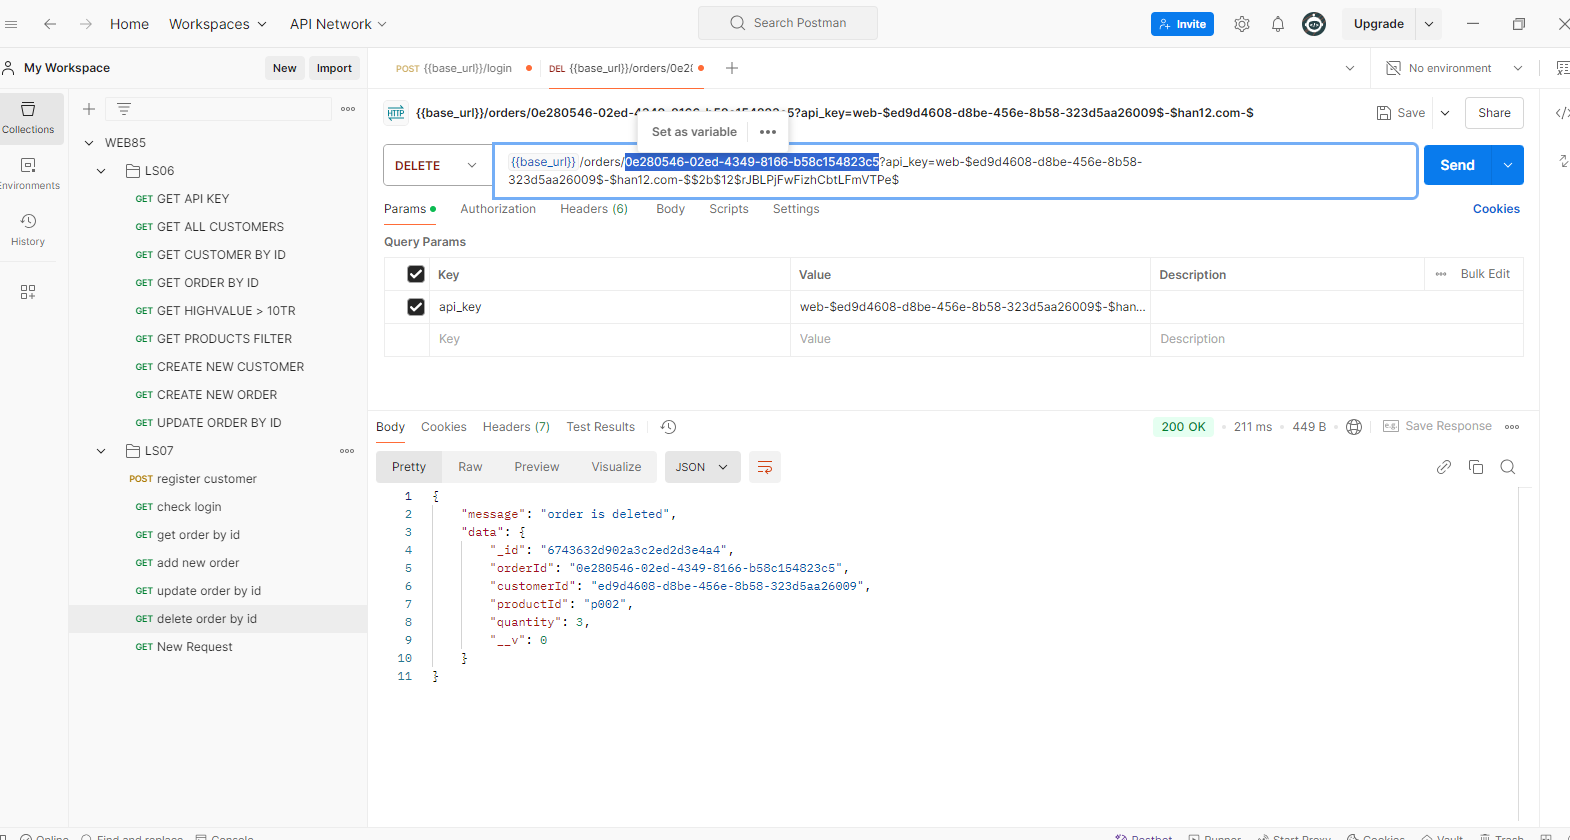 Home
Workspaces
API Network
Search Postman
Invite
Upgrade
My Workspace
New
Import
POST {{base_url}}/login
DEL {{base_url}}/orders/0e2
No environment
Collections
Environments
History
WEB85
LS06
GET GET API KEY
GET GET ALL CUSTOMERS
GET GET CUSTOMER BY ID
GET GET ORDER BY ID
GET GET HIGHVALUE > 10TR
GET GET PRODUCTS FILTER
GET CREATE NEW CUSTOMER
GET CREATE NEW ORDER
GET UPDATE ORDER BY ID
LS07
POST register customer
GET check login
GET get order by id
GET add new order
GET update order by id
GET delete order by id
GET New Request
HTTP {{base_url}}/orders/0e280546-02ed-4349-8166-b58c154823c5?api_key=web-$ed9d4608-d8be-456e-8b58-323d5aa26009$-$han12.com-$
Save
Share
Set as variable
DELETE
{{base_url}} /orders/0e280546-02ed-4349-8166-b58c154823c5?api_key=web-$ed9d4608-d8be-456e-8b58-
323d5aa26009$-$han12.com-$$2b$12$rJBLPjFwFizhCbtLFmVTPe$
Send
Params
Authorization
Headers (6)
Body
Scripts
Settings
Cookies
Query Params
Key Value Description Bulk Edit
api_key web-$ed9d4608-d8be-456e-8b58-323d5aa26009$-$han...
Key Value Description
Body Cookies Headers (7) Test Results
200 OK 211 ms 449 B e.g. Save Response
Pretty Raw Preview Visualize JSON
1 {
2 "message": "order is deleted",
3 "data": {
4 "_id": "6743632d902a3c2ed2d3e4a4",
5 "orderId": "0e280546-02ed-4349-8166-b58c154823c5",
6 "customerId": "ed9d4608-d8be-456e-8b58-323d5aa26009",
7 "productId": "p002",
8 "quantity": 3,
9 "__v": 0
10 }
11 }
Online
Find and replace
Console
Postbot
Runner
Start Proxy
Cookies
Vault
Trash